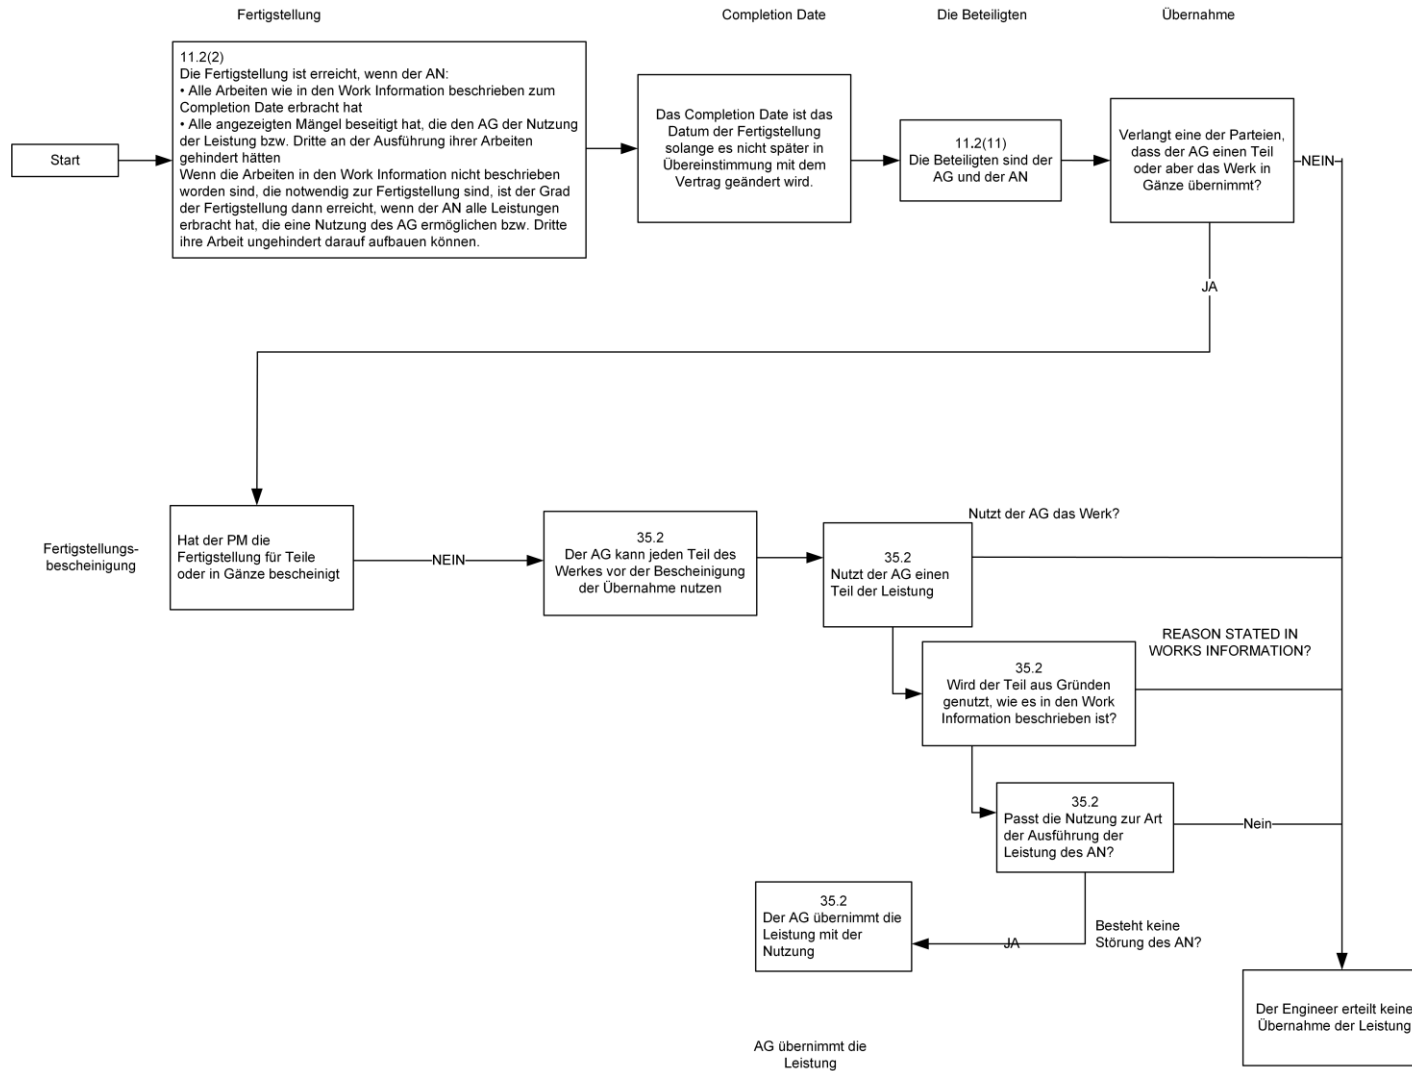 Fertigstellung
Completion Date
Die Beteiligten
Übernahme
Start
11.2(2)
Die Fertigstellung ist erreicht, wenn der AN:
• Alle Arbeiten wie in den Work Information beschrieben zum
Completion Date erbracht hat
• Alle angezeigten Mängel beseitigt hat, die den AG der Nutzung
der Leistung bzw. Dritte an der Ausführung ihrer Arbeiten
gehindert hätten
Wenn die Arbeiten in den Work Information nicht beschrieben
worden sind, die notwendig zur Fertigstellung sind, ist der Grad
der Fertigstellung dann erreicht, wenn der AN alle Leistungen
erbracht hat, die eine Nutzung des AG ermöglichen bzw. Dritte
ihre Arbeit ungehindert darauf aufbauen können.
Das Completion Date ist das
Datum der Fertigstellung
solange es nicht später in
Übereinstimmung mit dem
Vertrag geändert wird.
11.2(11)
Die Beteiligten sind der
AG und der AN
Verlangt eine der Parteien,
dass der AG einen Teil
oder aber das Werk in
Gänze übernimmt?
NEIN
JA
Fertigstellungs-
bescheinigung
Hat der PM die
Fertigstellung für Teile
oder in Gänze bescheinigt
NEIN
35.2
Der AG kann jeden Teil des
Werkes vor der Bescheinigung
der Übernahme nutzen
35.2
Nutzt der AG einen
Teil der Leistung
Nutzt der AG das Werk?
35.2
Wird der Teil aus Gründen
genutzt, wie es in den Work
Information beschrieben ist?
REASON STATED IN
WORKS INFORMATION?
35.2
Passt die Nutzung zur Art
der Ausführung der
Leistung des AN?
Nein
35.2
Der AG übernimmt die
Leistung mit der
Nutzung
JA
Besteht keine
Störung des AN?
Der Engineer erteilt keine
Übernahme der Leistung
AG übernimmt die
Leistung